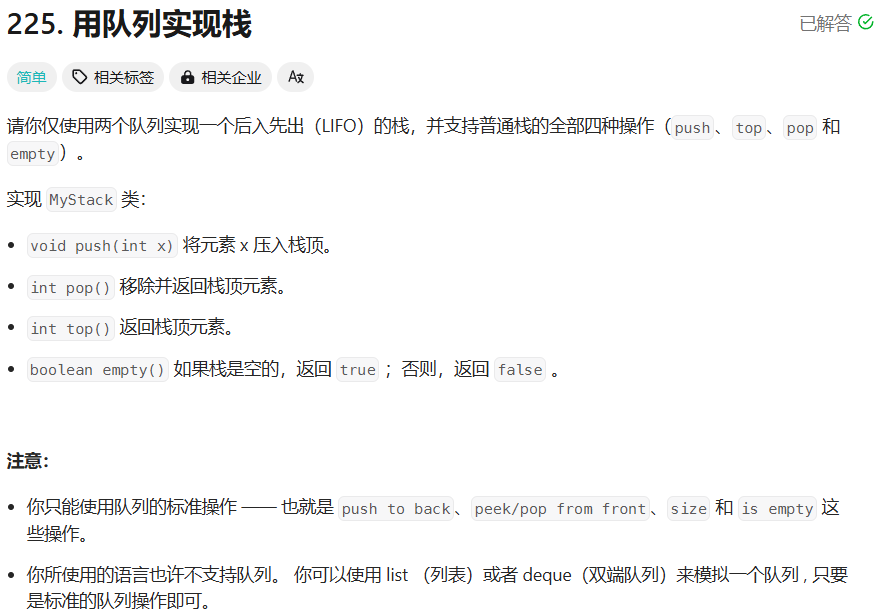 225. 用队列实现栈
已解答
简单 相关标签 相关企业 Aあ
请你仅使用两个队列实现一个后入先出（LIFO）的栈，并支持普通栈的全部四种操作（push、top、pop 和
empty）。
实现 MyStack 类：
• void push(int x) 将元素 x 压入栈顶。
• int pop() 移除并返回栈顶元素。
• int top() 返回栈顶元素。
• boolean empty() 如果栈是空的，返回 true ；否则，返回 false 。
注意：
• 你只能使用队列的标准操作 —— 也就是 push to back、peek/pop from front、size 和 is empty 这
些操作。
• 你所使用的语言也许不支持队列。 你可以使用 list （列表）或者 deque（双端队列）来模拟一个队列 , 只要
是标准的队列操作即可。